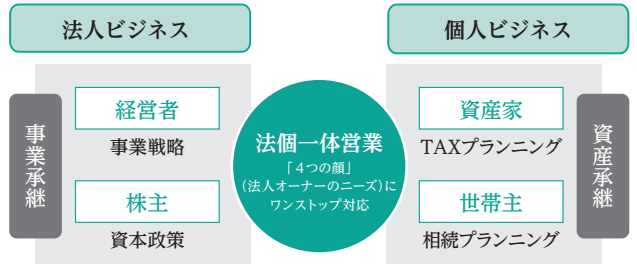 法人ビジネス
個人ビジネス
事業承継
経営者
事業戦略
株主
資本政策
法個一体営業
「4つの顔」
（法人オーナーのニーズ）に
ワンストップ対応
資産家
TAXプランニング
世帯主
相続プランニング
資産承継